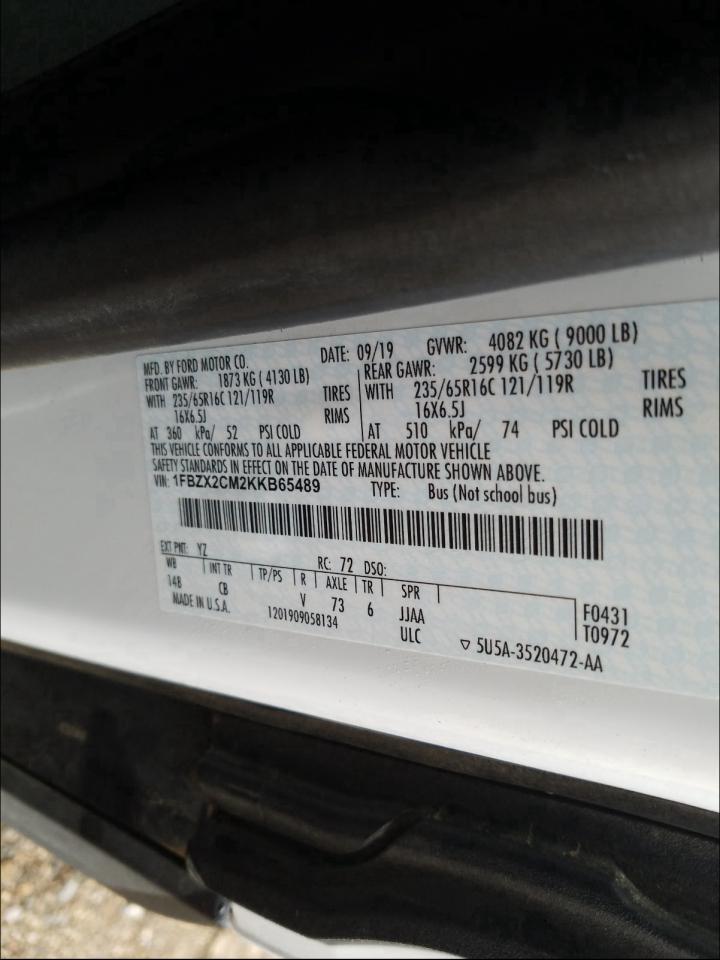 MFD. BY FORD MOTOR CO. DATE: 09/19 GVWR: 4082 KG ( 9000 LB)
FRONT GAWR: 1873 KG ( 4130 LB) REAR GAWR: 2599 KG ( 5730 LB)
WITH 235/65R16C 121/119R TIRES WITH 235/65R16C 121/119R TIRES
16X6.5J RIMS 16X6.5J RIMS
AT 360 kPa/ 52 PSI COLD AT 510 kPa/ 74 PSI COLD
THIS VEHICLE CONFORMS TO ALL APPLICABLE FEDERAL MOTOR VEHICLE
SAFETY STANDARDS IN EFFECT ON THE DATE OF MANUFACTURE SHOWN ABOVE.
VIN: 1FBZX2CM2KKB65489 TYPE: Bus (Not school bus)
EXT PNT: YZ RC: 72 DSO:
WB INT TR TP/PS R AXLE TR SPR
14B CB V 73 6 JJAA F0431
MADE IN U.S.A. 1201909058134 ULC T0972
▽ 5U5A-3520472-AA